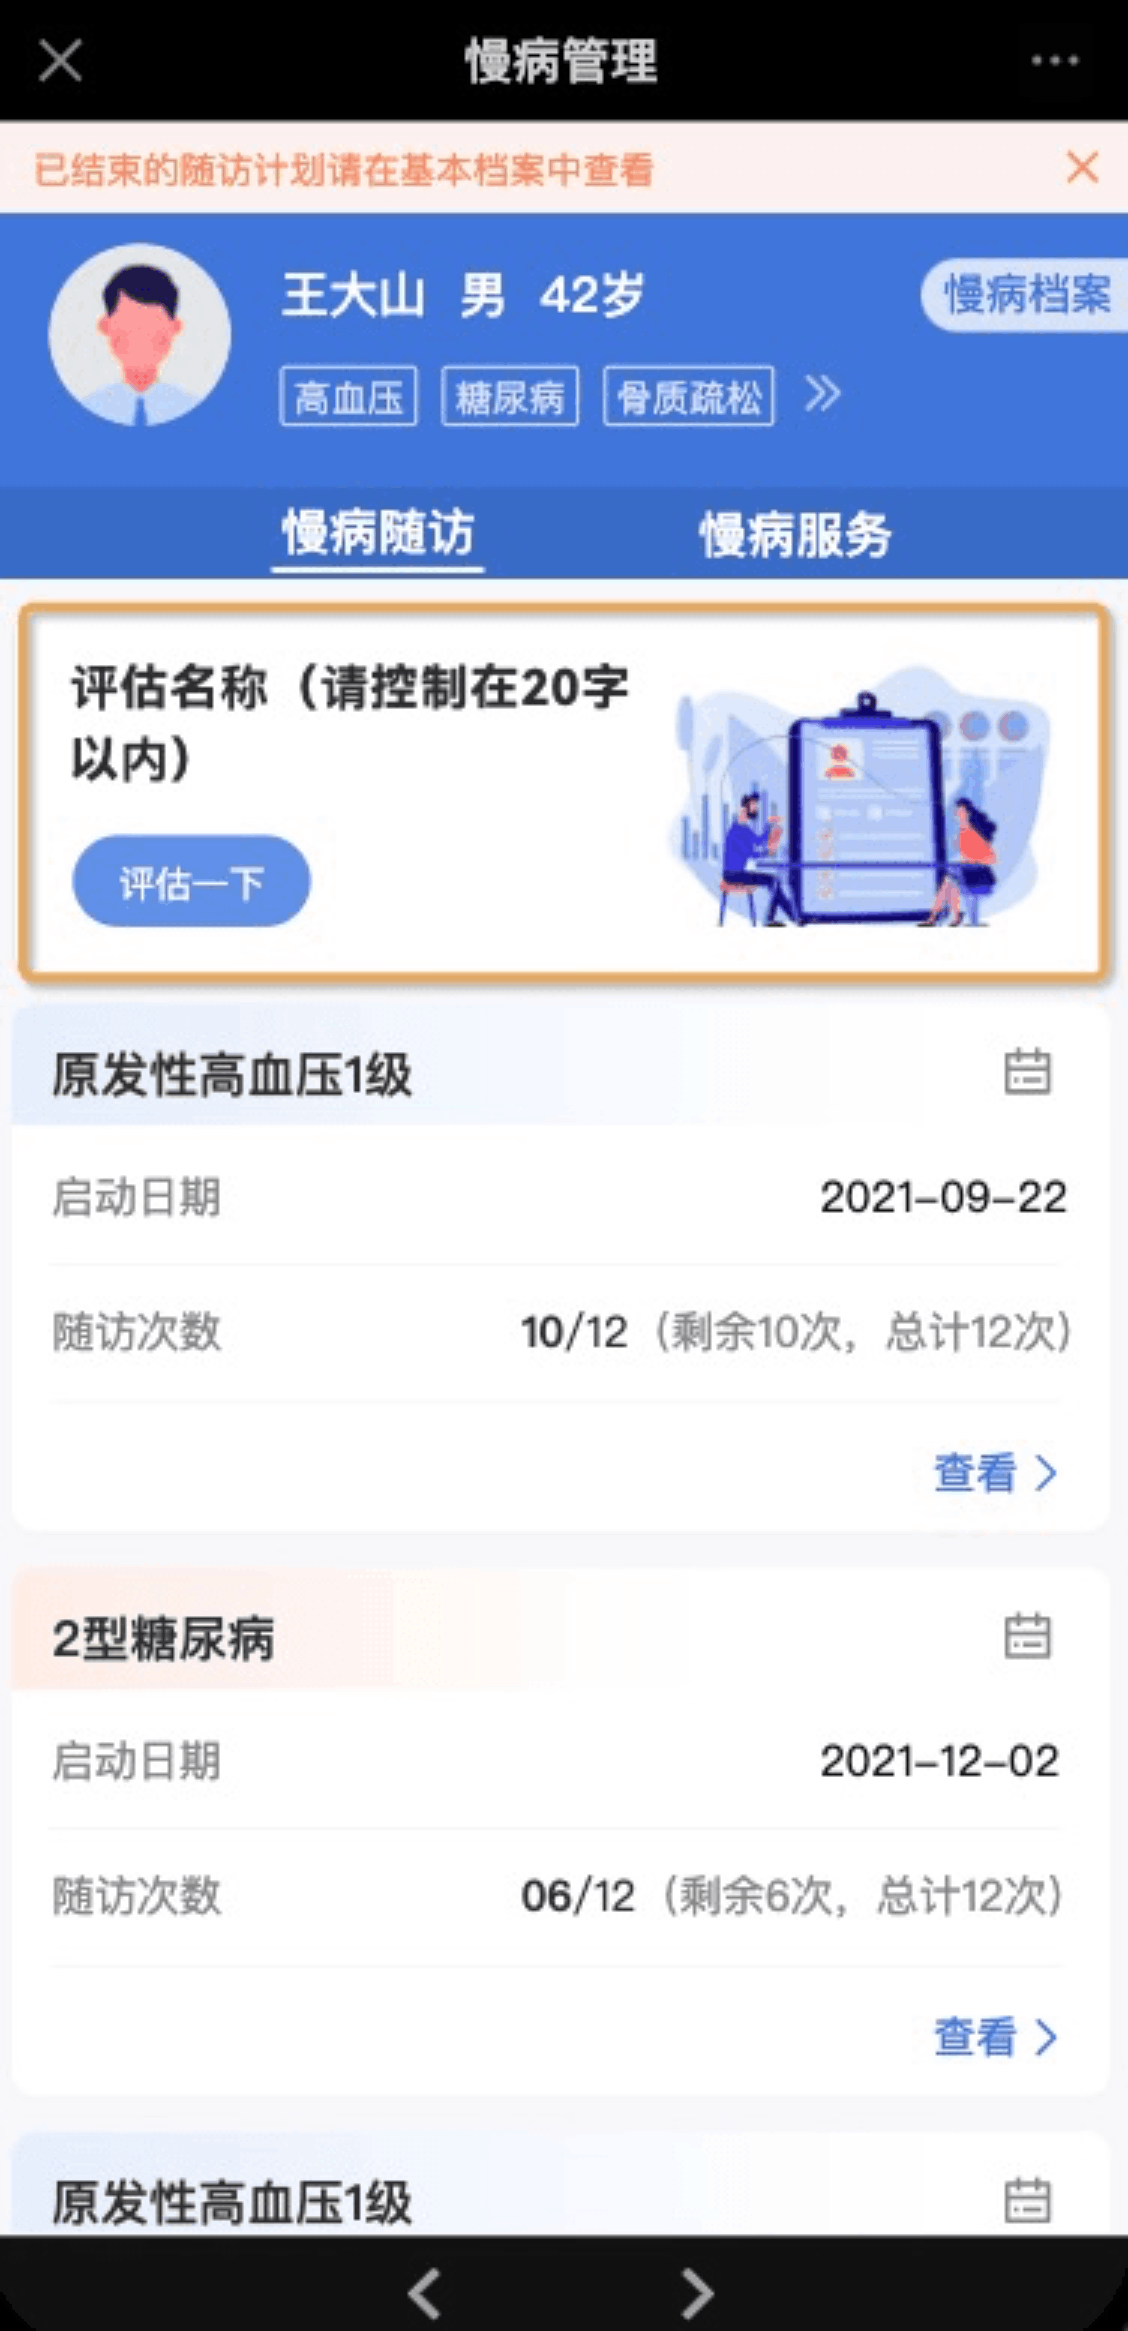 慢病管理
已结束的随访计划请在基本档案中查看
王大山 男 42岁
慢病档案
高血压 糖尿病 骨质疏松
慢病随访 慢病服务
评估名称（请控制在20字
以内）
评估一下
原发性高血压1级
启动日期 2021-09-22
随访次数 10/12（剩余10次，总计12次）
查看
2型糖尿病
启动日期 2021-12-02
随访次数 06/12（剩余6次，总计12次）
查看
原发性高血压1级